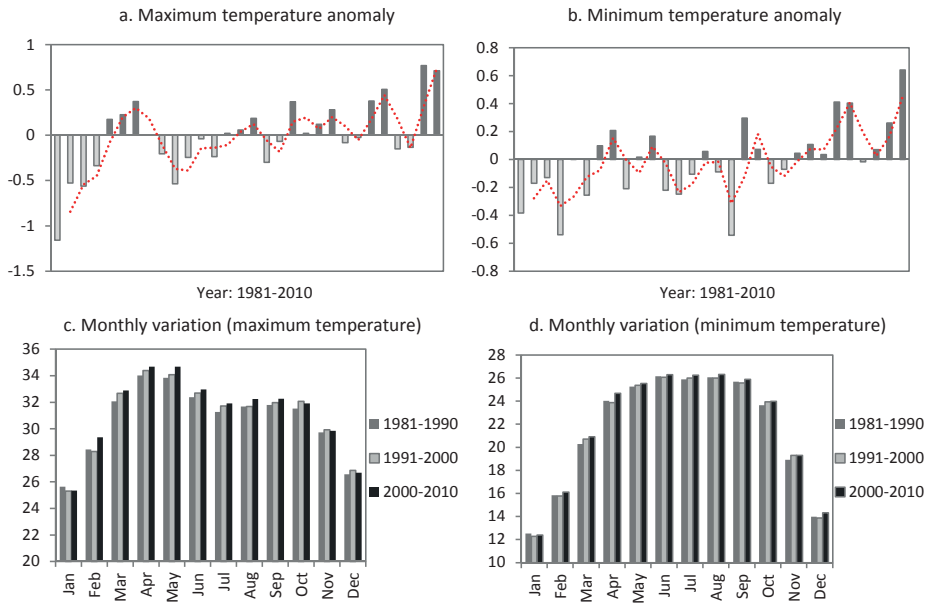 a. Maximum temperature anomaly
1
0.5
0
-0.5
-1
-1.5
b. Minimum temperature anomaly
0.8
0.6
0.4
0.2
0
-0.2
-0.4
-0.6
-0.8
Year: 1981-2010
c. Monthly variation (maximum temperature)
36
34
32
30
28
26
24
22
20
Jan
Feb
Mar
Apr
May
Jun
Jul
Aug
Sep
Oct
Nov
Dec
1981-1990
1991-2000
2000-2010
d. Monthly variation (minimum temperature)
28
26
24
22
20
18
16
14
12
10
Jan
Feb
Mar
Apr
May
Jun
Jul
Aug
Sep
Oct
Nov
Dec
1981-1990
1991-2000
2000-2010